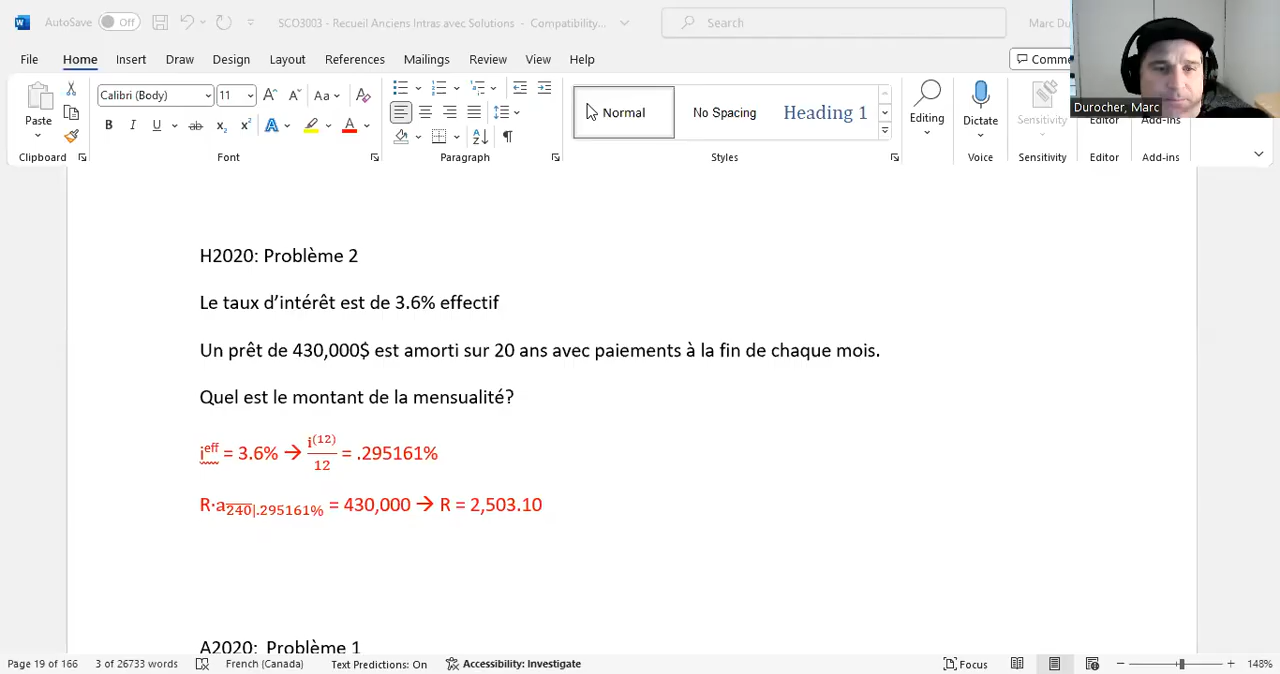 AutoSave Off SCO3003 - Recueil Anciens Intras avec Solutions - Compatibility... Search Marc Du
File Home Insert Draw Design Layout References Mailings Review View Help Comme
Durocher, Marc
Paste Calibri (Body) 11 Normal No Spacing Heading 1 Editing Dictate Sensitivity Editor Add-ins
Clipboard Font Paragraph Styles Voice Sensitivity Editor Add-ins
H2020: Problème 2
Le taux d’intérêt est de 3.6% effectif
Un prêt de 430,000$ est amorti sur 20 ans avec paiements à la fin de chaque mois.
Quel est le montant de la mensualité?
i^eff = 3.6% → i^(12)/12 = .295161%
R·a_240|.295161% = 430,000 → R = 2,503.10
A2020: Problème 1
Page 19 of 166 3 of 26733 words French (Canada) Text Predictions: On Accessibility: Investigate Focus 148%